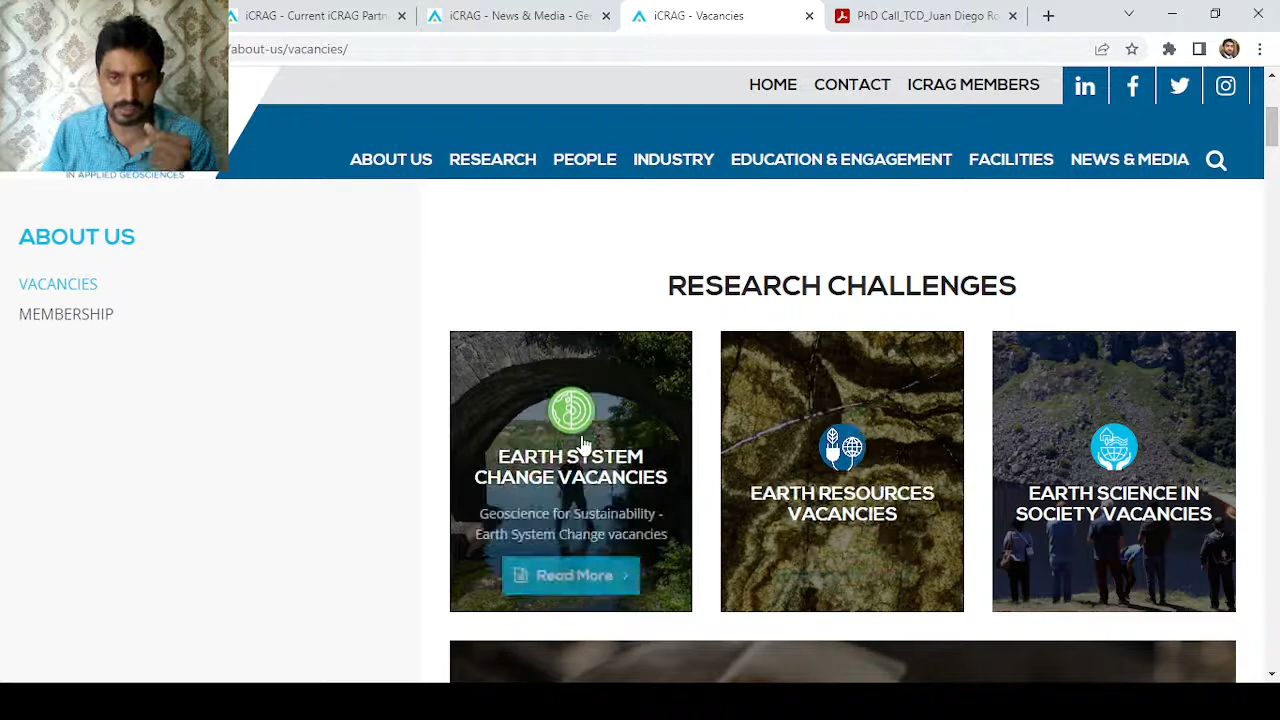 iCRAG - Current iCRAG Partn
iCRAG - News & Media - Ge
iCRAG - Vacancies
PhD Call_TCD_Juan Diego Ro
/about-us/vacancies/
HOME CONTACT ICRAG MEMBERS
ABOUT US RESEARCH PEOPLE INDUSTRY EDUCATION & ENGAGEMENT FACILITIES NEWS & MEDIA
IN APPLIED GEOSCIENCES
ABOUT US
VACANCIES
MEMBERSHIP
RESEARCH CHALLENGES
EARTH SYSTEM
CHANGE VACANCIES
Geoscience for Sustainability -
Earth System Change vacancies
Read More
EARTH RESOURCES
VACANCIES
EARTH SCIENCE IN
SOCIETY VACANCIES